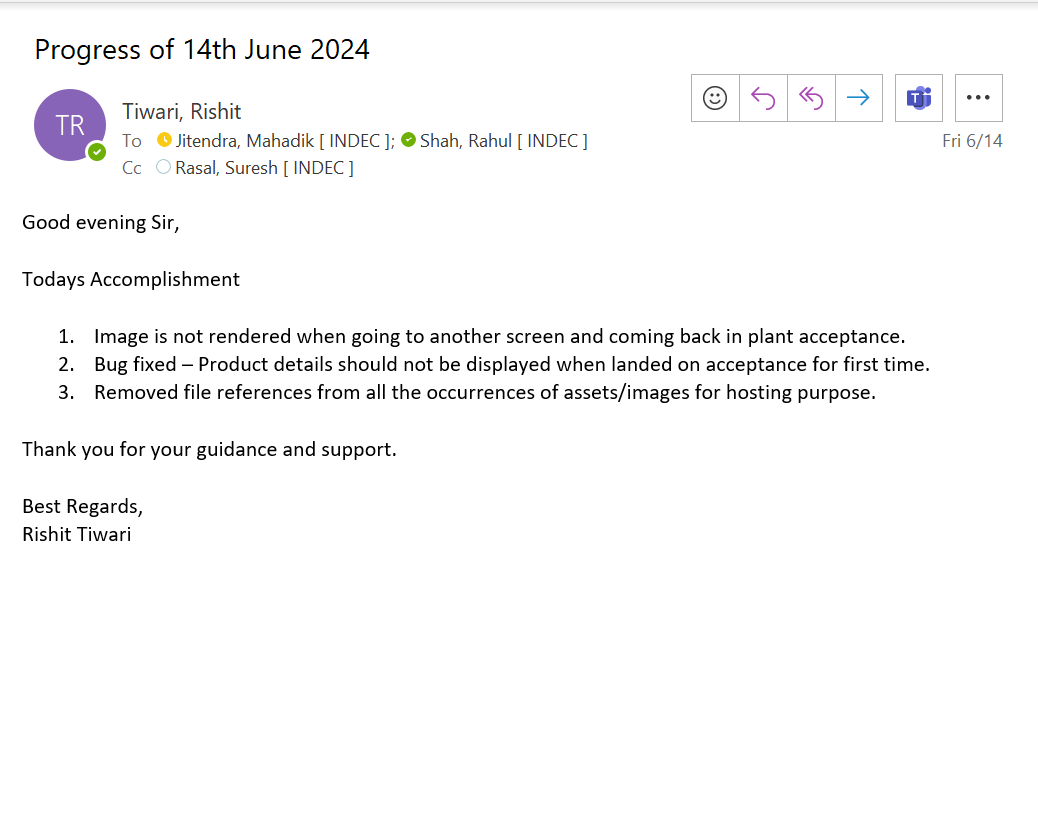 Progress of 14th June 2024
TR
Tiwari, Rishit
To Jitendra, Mahadik [ INDEC ]; Shah, Rahul [ INDEC ]
Fri 6/14
Cc Rasal, Suresh [ INDEC ]
Good evening Sir,
Todays Accomplishment
1. Image is not rendered when going to another screen and coming back in plant acceptance.
2. Bug fixed – Product details should not be displayed when landed on acceptance for first time.
3. Removed file references from all the occurrences of assets/images for hosting purpose.
Thank you for your guidance and support.
Best Regards,
Rishit Tiwari